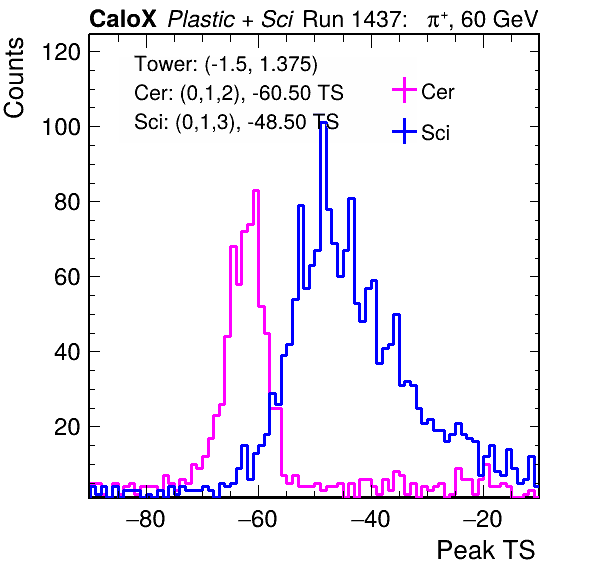 CaloX Plastic + Sci Run 1437: π+, 60 GeV
Counts
120
100
80
60
40
20
Tower: (-1.5, 1.375)
Cer: (0,1,2), -60.50 TS
Sci: (0,1,3), -48.50 TS
Cer
Sci
−80 −60 −40 −20
Peak TS